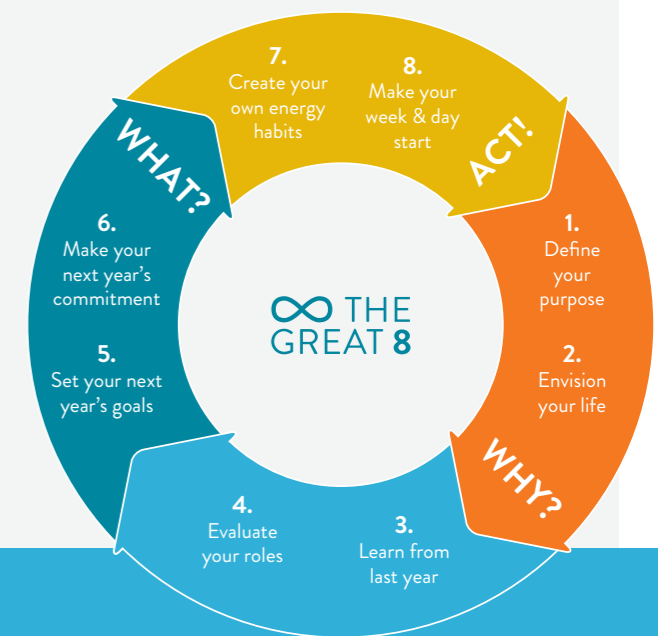 7.
Create your
own energy
habits
8.
Make your
week & day
start
ACT!
1.
Define
your
purpose
2.
Envision
your life
WHY?
3.
Learn from
last year
4.
Evaluate
your roles
5.
Set your next
year's goals
6.
Make your
next year's
commitment
WHAT?
THE
GREAT 8